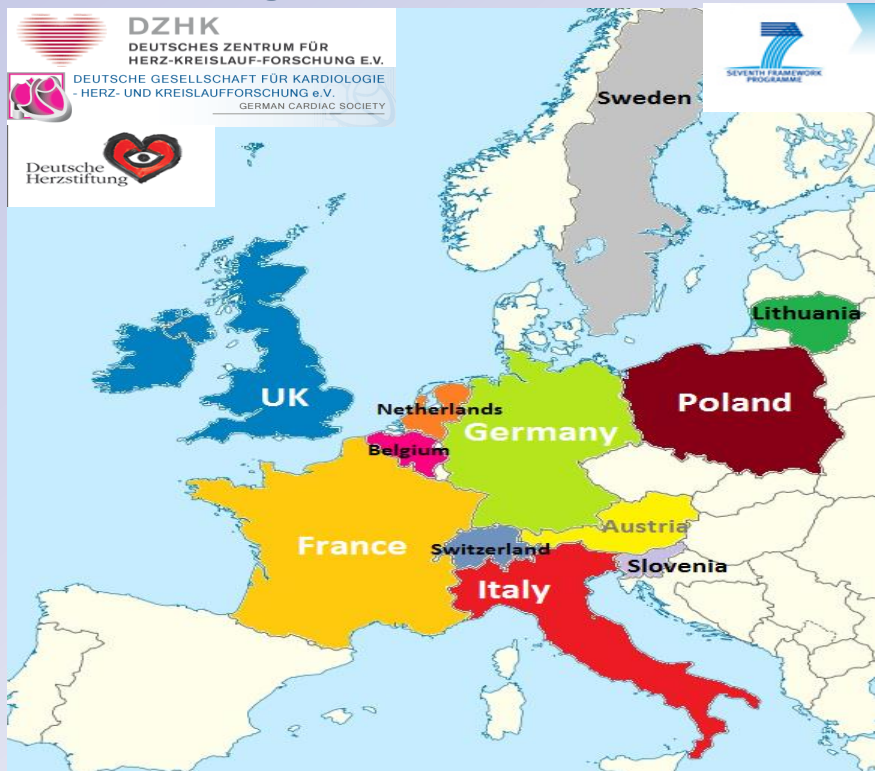 DZHK
DEUTSCHES ZENTRUM FÜR
HERZ-KREISLAUF-FORSCHUNG E.V.
DEUTSCHE GESELLSCHAFT FÜR KARDIOLOGIE
- HERZ- UND KREISLAUFFORSCHUNG e.V.
GERMAN CARDIAC SOCIETY
Deutsche
Herzstiftung
7
SEVENTH FRAMEWORK
PROGRAMME
Sweden
Lithuania
UK
Netherlands
Poland
Germany
Belgium
Austria
France
Switzerland
Slovenia
Italy